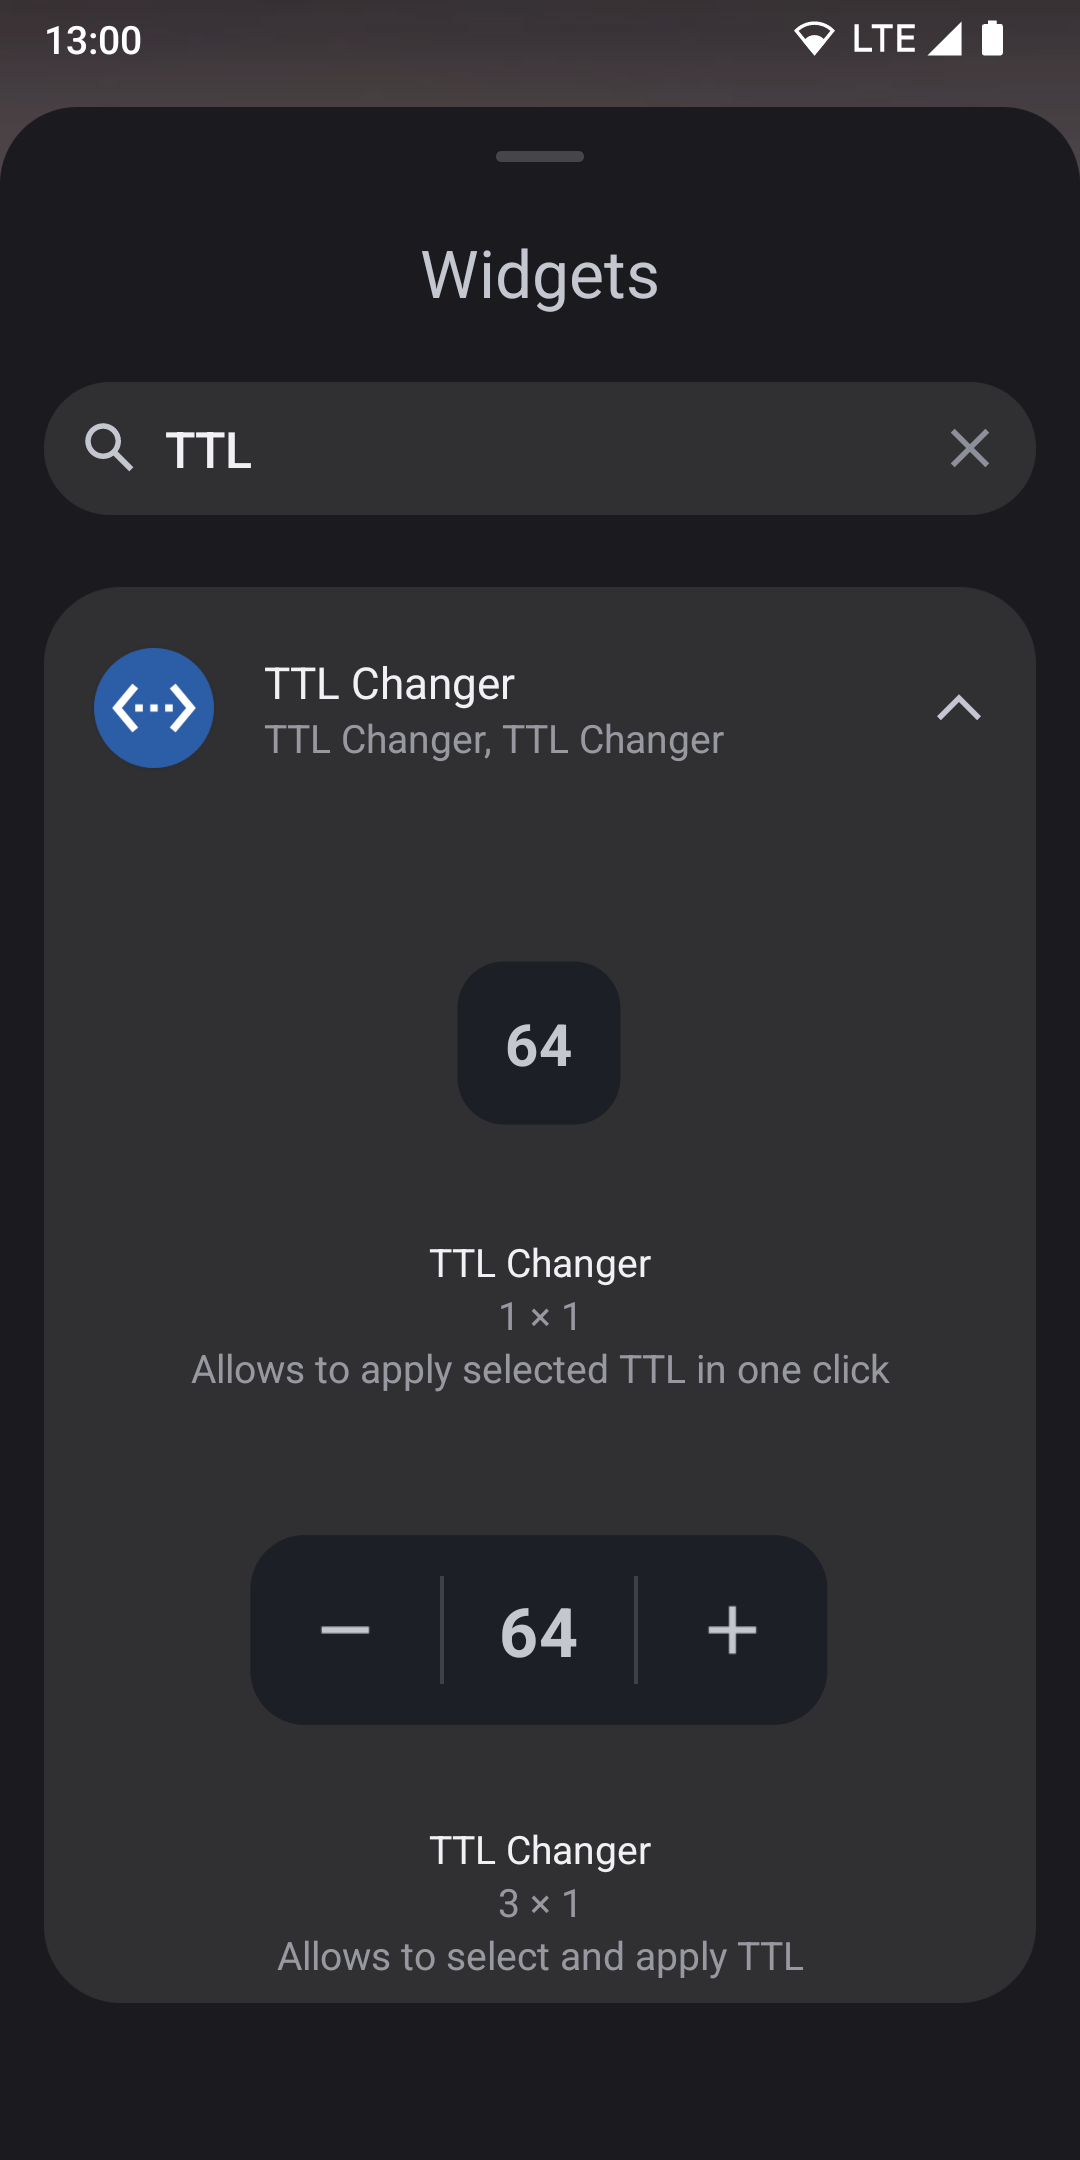 13:00
LTE
Widgets
TTL
TTL Changer
TTL Changer, TTL Changer
64
TTL Changer
1 × 1
Allows to apply selected TTL in one click
64
TTL Changer
3 × 1
Allows to select and apply TTL